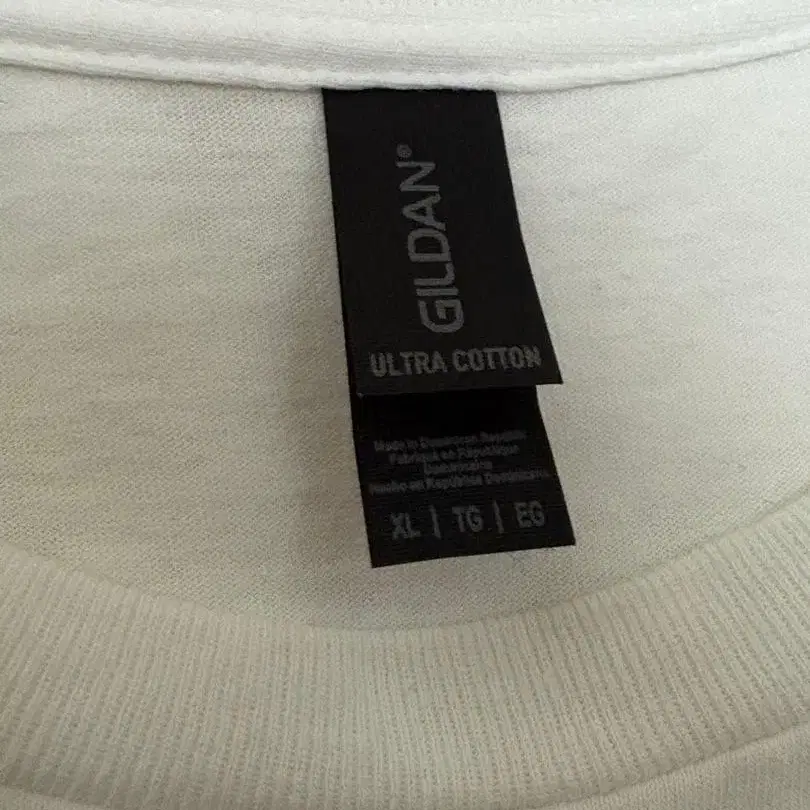 GILDAN®
ULTRA COTTON
Made in Dominican Republic
Fabriqué en République
Dominicaine
Hecho en República Dominicana
XL | TG | EG